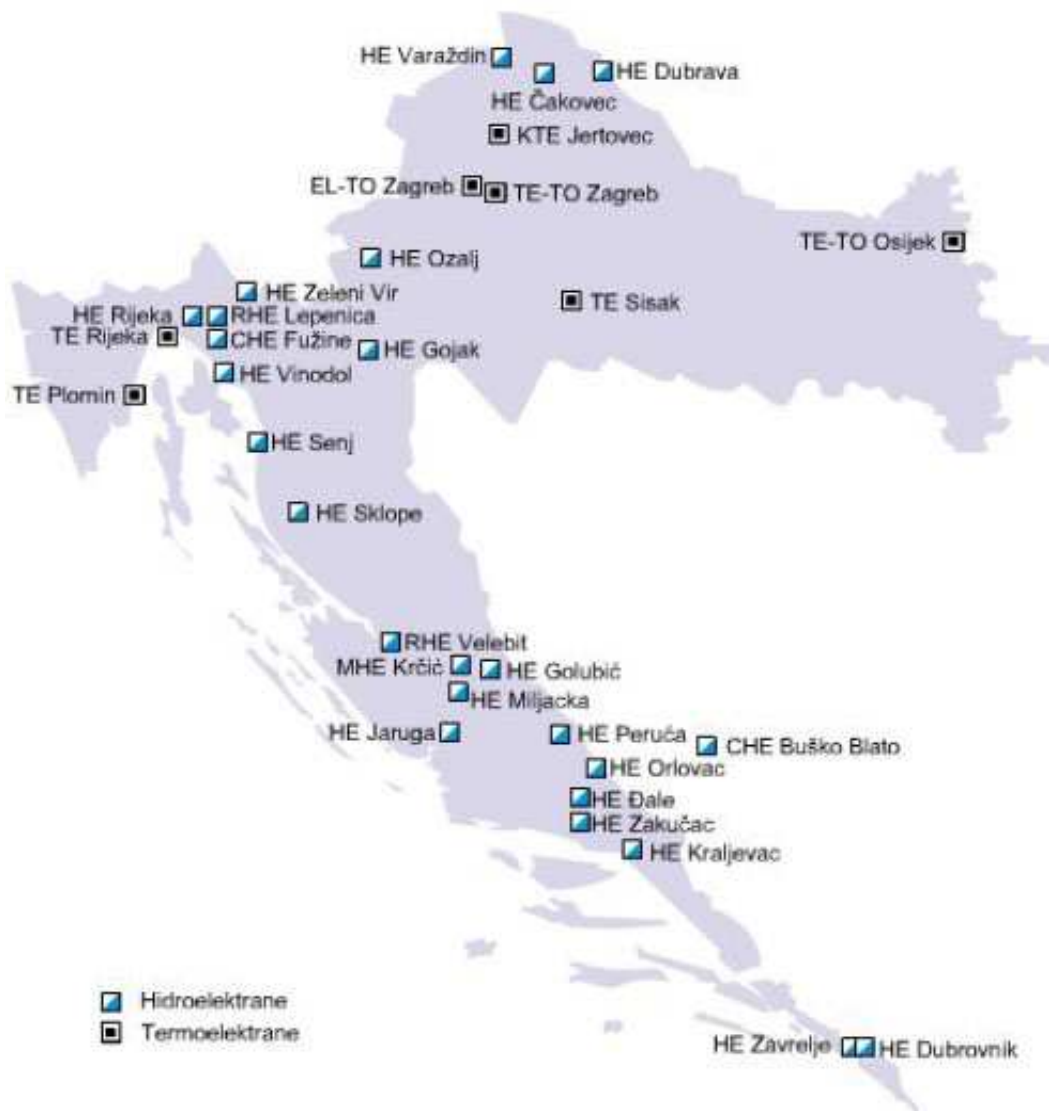 HE Varaždin
HE Dubrava
HE Čakovec
KTE Jertovec
EL-TO Zagreb
TE-TO Zagreb
TE-TO Osijek
HE Ozalj
HE Zeleni Vir
TE Sisak
HE Rijeka
RHE Lepenica
TE Rijeka
CHE Fužine
HE Gojak
HE Vinodol
TE Plomin
HE Senj
HE Sklope
RHE Velebit
MHE Krčić
HE Golubić
HE Miljacka
HE Jaruga
HE Peruća
CHE Buško Blato
HE Orlovac
HE Đale
HE Zakučac
HE Kraljevac
Hidroelektrane
Termoelektrane
HE Zavrelje
HE Dubrovnik